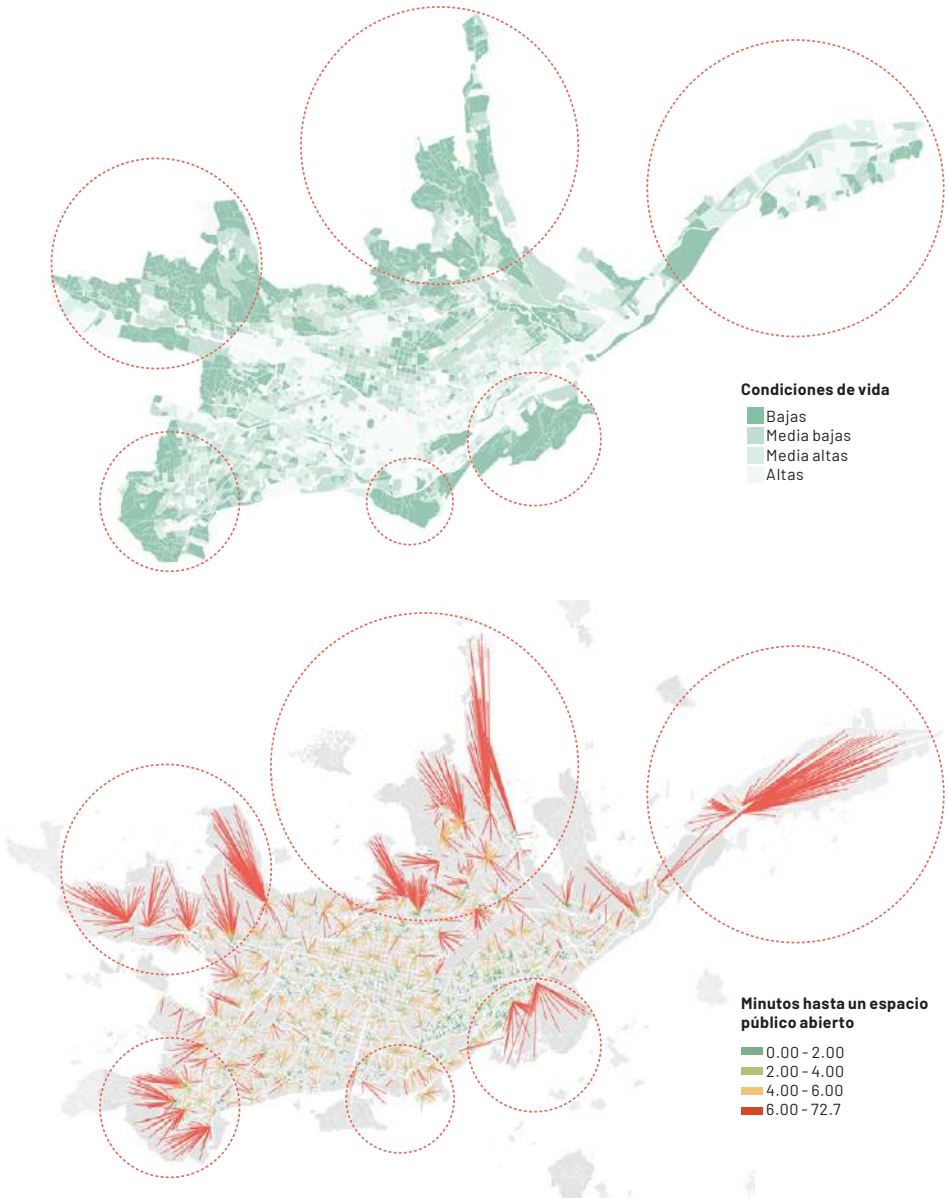 Condiciones de vida
Bajas
Media bajas
Media altas
Altas
Minutos hasta un espacio
público abierto
0.00 - 2.00
2.00 - 4.00
4.00 - 6.00
6.00 - 72.7